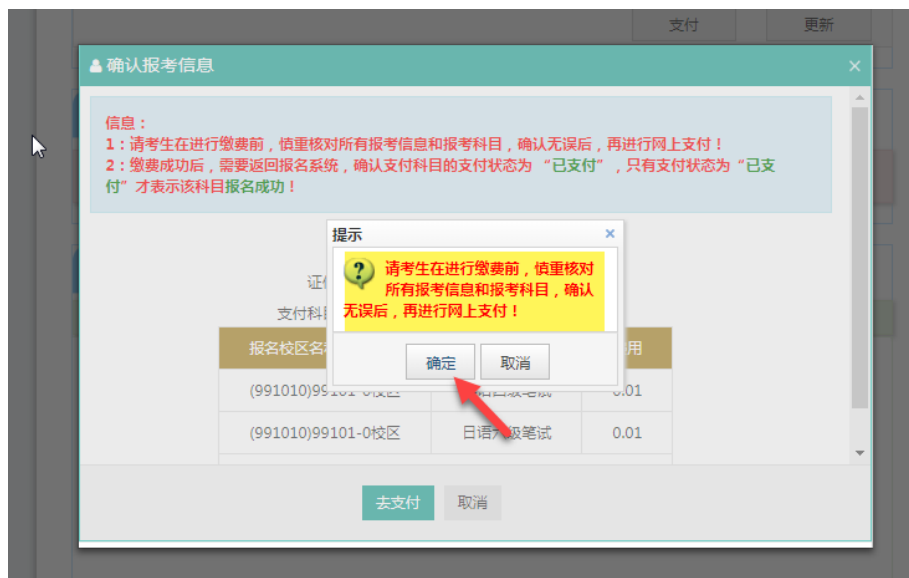 支付 更新
确认报考信息
信息：
1：请考生在进行缴费前，慎重核对所有报考信息和报考科目，确认无误后，再进行网上支付！
2：缴费成功后，需要返回报名系统，确认支付科目的支付状态为 “已支付” ，只有支付状态为 “已支
付” 才表示该科目报名成功！
提示
请考生在进行缴费前，慎重核对
所有报考信息和报考科目，确认
无误后，再进行网上支付！
支付科
报名校区名 用
确定 取消
(991010)99101-0校区 0.01
(991010)99101-0校区 日语六级笔试 0.01
去支付 取消